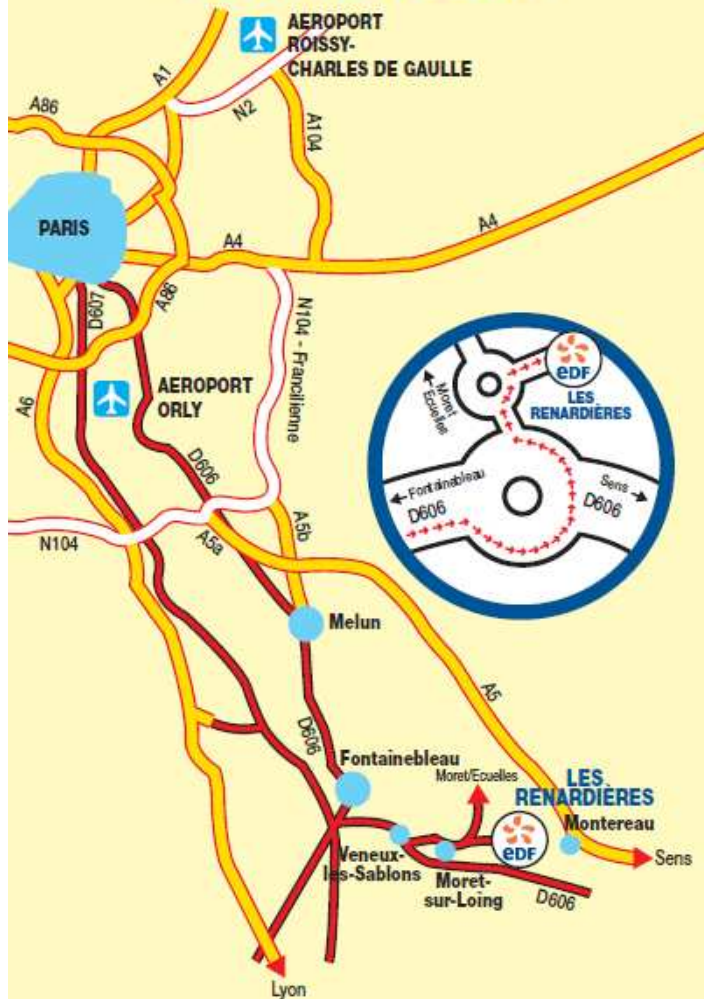 AEROPORT
ROISSY-
CHARLES DE GAULLE
A1
N2
A86
A104
PARIS
A4
A4
A86
D607
N104 - Francilienne
A6
AEROPORT
ORLY
D606
N104
A5a
A5b
eDF
LES
RENARDIÈRES
Moret
Ecuelles
Fontainebleau
D606
Sens
D606
Melun
A5
D606
Fontainebleau
Moret/Ecuelles
LES
RENARDIÈRES
Montereau
eDF
Veneux-
les-Sablons
Moret-
sur-Loing
Sens
D606
Lyon